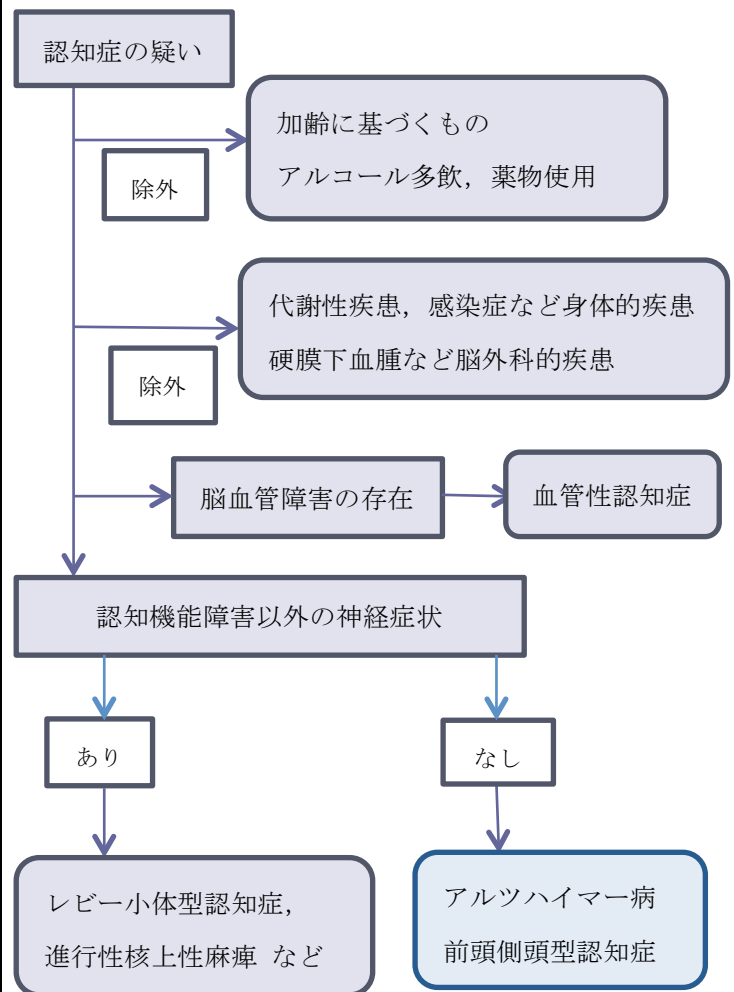 認知症の疑い
加齢に基づくもの
アルコール多飲，薬物使用
除外
代謝性疾患，感染症など身体的疾患
硬膜下血腫など脳外科的疾患
除外
脳血管障害の存在
血管性認知症
認知機能障害以外の神経症状
あり
なし
レビー小体型認知症，
進行性核上性麻痺 など
アルツハイマー病
前頭側頭型認知症